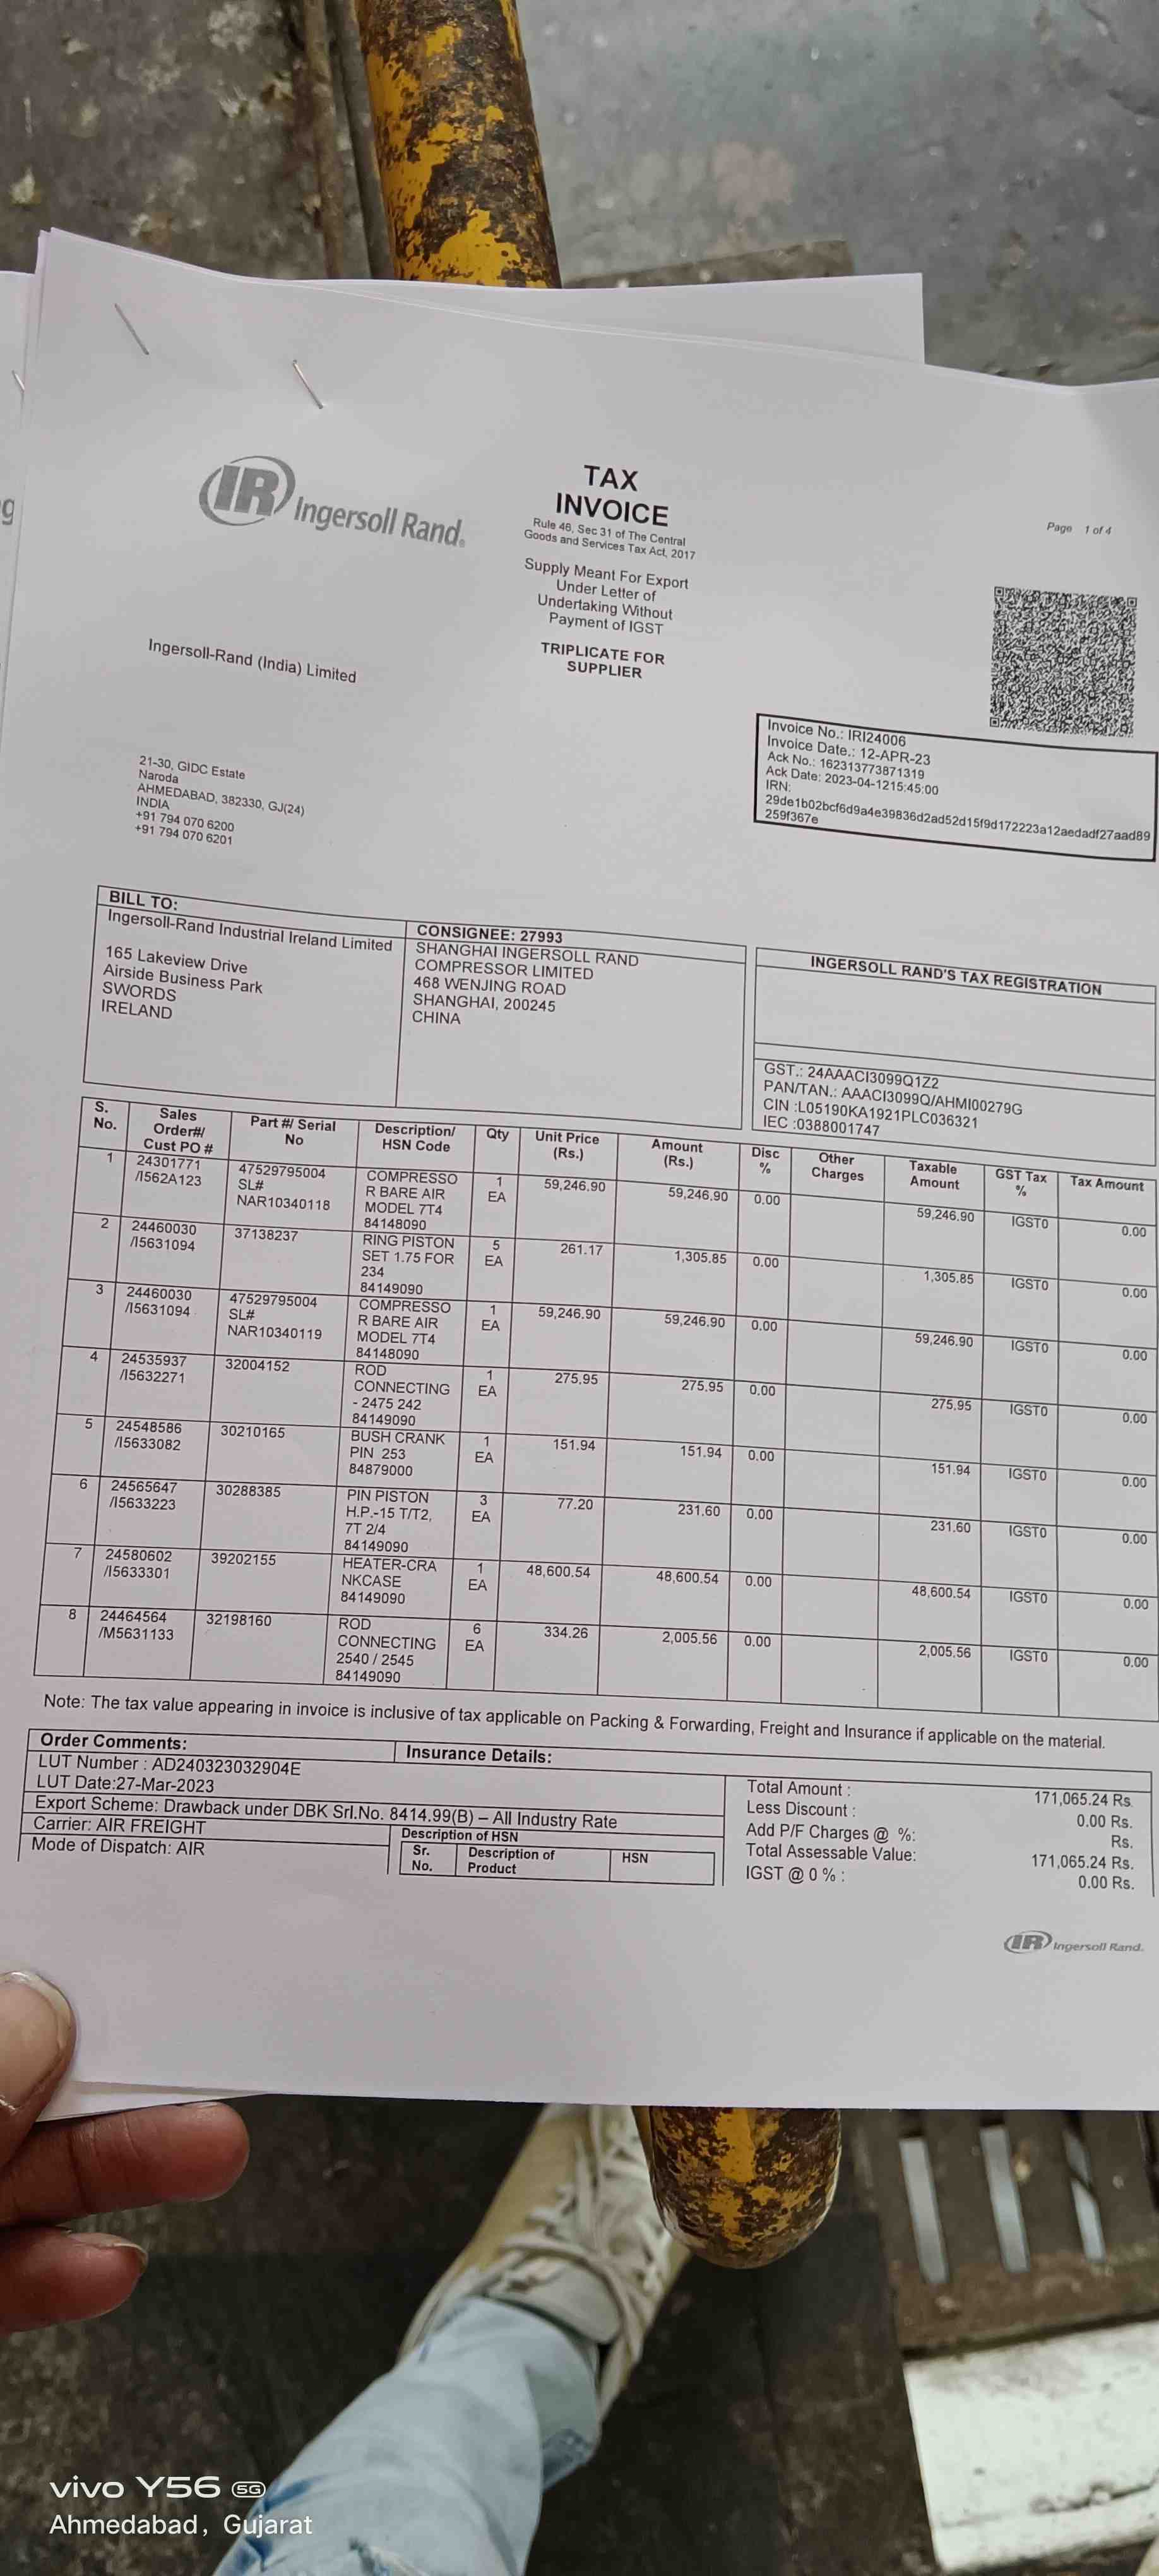 IR Ingersoll Rand.
TAX
INVOICE
Rule 46, Sec 31 of The Central
Goods and Services Tax Act, 2017
Supply Meant For Export
Under Letter of
Undertaking Without
Payment of IGST
TRIPLICATE FOR
SUPPLIER
Page 1 of 4
Ingersoll-Rand (India) Limited
21-30, GIDC Estate
Naroda
AHMEDABAD, 382330, GJ(24)
INDIA
+91 794 070 6200
+91 794 070 6201
Invoice No.: IRI24006
Invoice Date.: 12-APR-23
Ack No.: 162313773871319
Ack Date: 2023-04-1215:45:00
IRN:
29de1b02bcf6d9a4e39836d2ad52d15f9d172223a12aedadf27aad89
259f367e
BILL TO:
Ingersoll-Rand Industrial Ireland Limited
165 Lakeview Drive
Airside Business Park
SWORDS
IRELAND
CONSIGNEE: 27993
SHANGHAI INGERSOLL RAND
COMPRESSOR LIMITED
468 WENJING ROAD
SHANGHAI, 200245
CHINA
INGERSOLL RAND'S TAX REGISTRATION
GST.: 24AAACI3099Q1Z2
PAN/TAN.: AAACI3099Q/AHMI00279G
CIN :L05190KA1921PLC036321
IEC :0388001747
S. No. Sales Order#/ Cust PO # Part #/ Serial No Description/ HSN Code Qty Unit Price (Rs.) Amount (Rs.) Disc % Other Charges Taxable Amount GST Tax % Tax Amount
1 24301771 /I562A123 47529795004 SL# NAR10340118 COMPRESSO R BARE AIR MODEL 7T4 84148090 1 EA 59,246.90 59,246.90 0.00 59,246.90 IGST0 0.00
2 24460030 /I5631094 37138237 RING PISTON SET 1.75 FOR 234 84149090 5 EA 261.17 1,305.85 0.00 1,305.85 IGST0 0.00
3 24460030 /I5631094 47529795004 SL# NAR10340119 COMPRESSO R BARE AIR MODEL 7T4 84148090 1 EA 59,246.90 59,246.90 0.00 59,246.90 IGST0 0.00
4 24535937 /I5632271 32004152 ROD CONNECTING - 2475 242 84149090 1 EA 275.95 275.95 0.00 275.95 IGST0 0.00
5 24548586 /I5633082 30210165 BUSH CRANK PIN 253 84879000 1 EA 151.94 151.94 0.00 151.94 IGST0 0.00
6 24565647 /I5633223 30288385 PIN PISTON H.P.-15 T/T2, 7T 2/4 84149090 3 EA 77.20 231.60 0.00 231.60 IGST0 0.00
7 24580602 /I5633301 39202155 HEATER-CRA NKCASE 84149090 1 EA 48,600.54 48,600.54 0.00 48,600.54 IGST0 0.00
8 24464564 /M5631133 32198160 ROD CONNECTING 2540 / 2545 84149090 6 EA 334.26 2,005.56 0.00 2,005.56 IGST0 0.00
Note: The tax value appearing in invoice is inclusive of tax applicable on Packing & Forwarding, Freight and Insurance if applicable on the material.
Order Comments:
Insurance Details:
LUT Number : AD240323032904E
LUT Date:27-Mar-2023
Export Scheme: Drawback under DBK Srl.No. 8414.99(B) – All Industry Rate
Carrier: AIR FREIGHT
Mode of Dispatch: AIR
Description of HSN
Sr. No. Description of Product HSN
Total Amount : 171,065.24 Rs.
Less Discount : 0.00 Rs.
Add P/F Charges @ %: Rs.
Total Assessable Value: 171,065.24 Rs.
IGST @ 0 % : 0.00 Rs.
IR Ingersoll Rand.
vivo Y56 5G
Ahmedabad, Gujarat